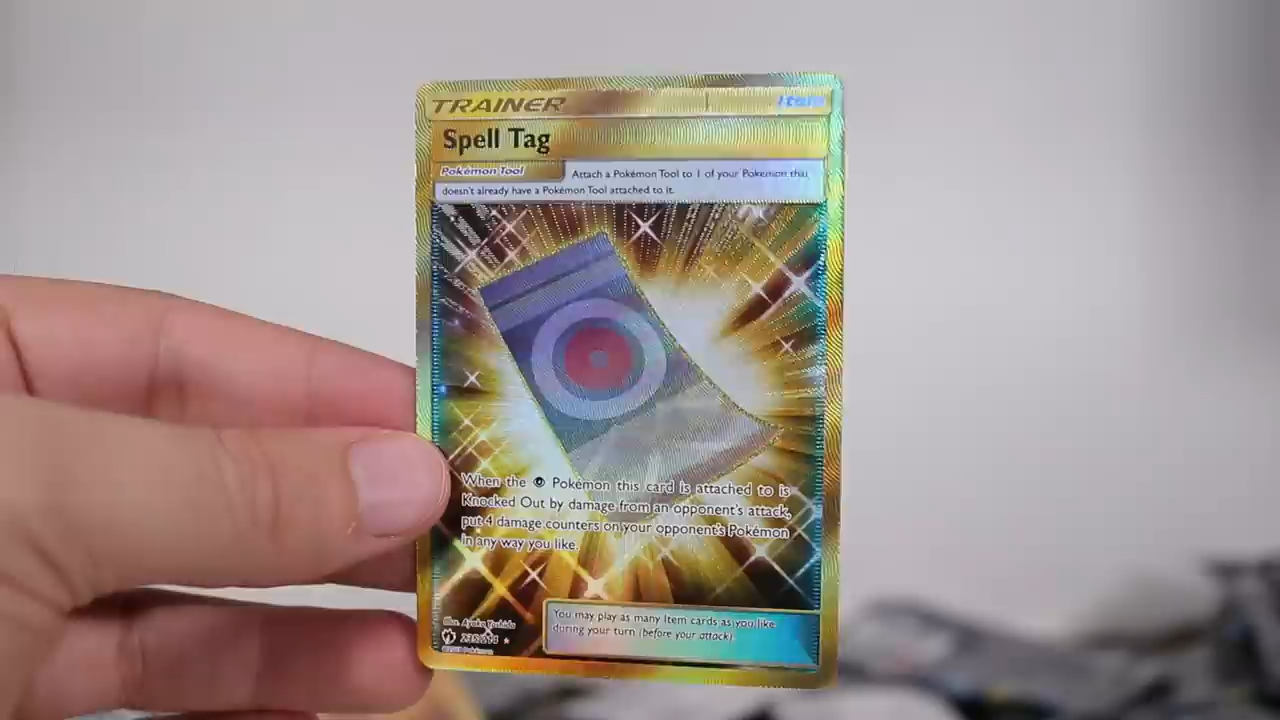 TRAINER Item
Spell Tag
Pokémon Tool Attach a Pokémon Tool to 1 of your Pokémon that
doesn't already have a Pokémon Tool attached to it.
When the Pokémon this card is attached to is
Knocked Out by damage from an opponent's attack,
put 4 damage counters on your opponent's Pokémon
in any way you like.
You may play as many Item cards as you like
during your turn (before your attack).
Illus.